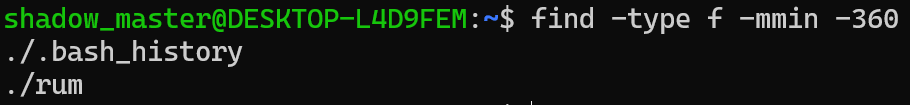 shadow_master@DESKTOP-L4D9FEM:~$ find -type f -mmin -360
./.bash_history
./rum